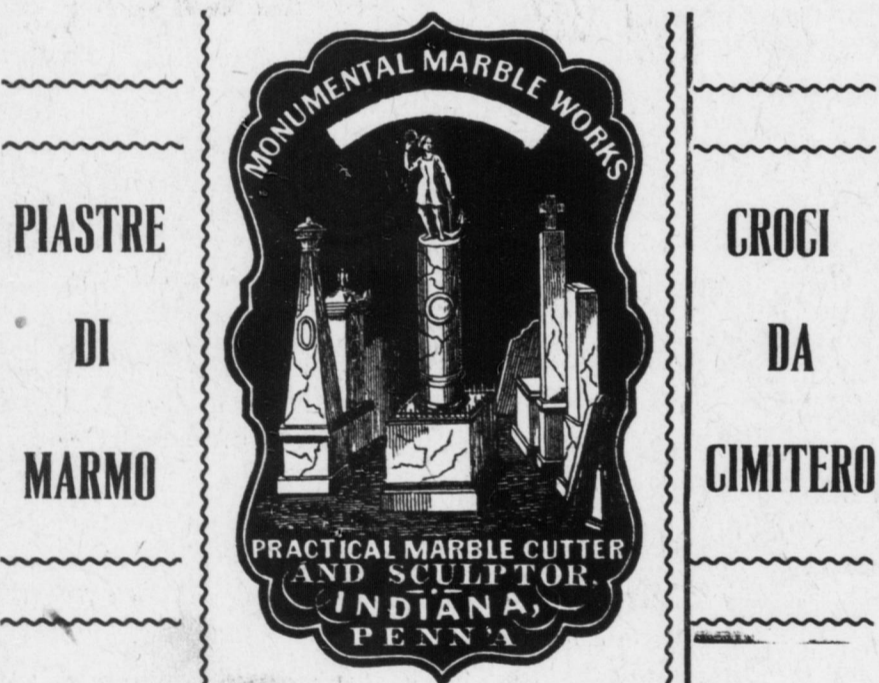 PIASTRE
DI
MARMO
MONUMENTAL MARBLE WORKS
PRACTICAL MARBLE CUTTER
AND SCULPTOR.
INDIANA,
PENN'A
CROCI
DA
CIMITERO